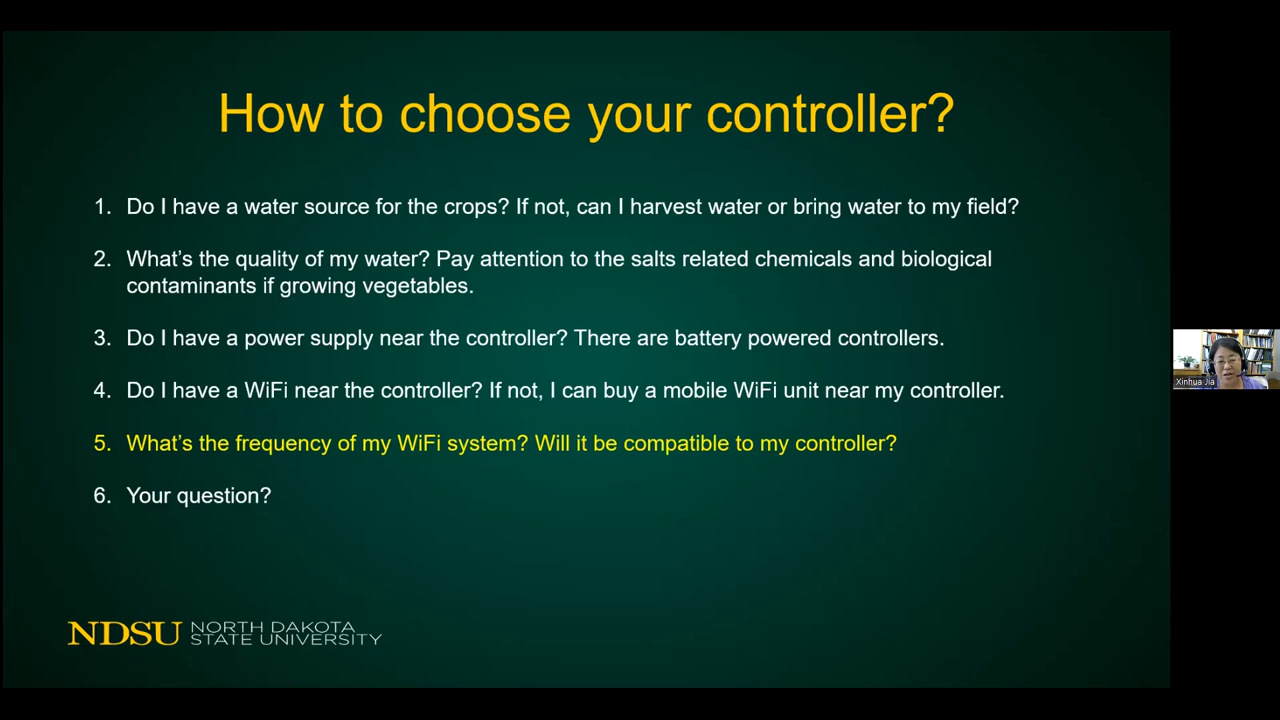 How to choose your controller?
1. Do I have a water source for the crops? If not, can I harvest water or bring water to my field?
2. What's the quality of my water? Pay attention to the salts related chemicals and biological
contaminants if growing vegetables.
3. Do I have a power supply near the controller? There are battery powered controllers.
4. Do I have a WiFi near the controller? If not, I can buy a mobile WiFi unit near my controller.
5. What's the frequency of my WiFi system? Will it be compatible to my controller?
6. Your question?
Xinhua Jia
NDSU NORTH DAKOTA
STATE UNIVERSITY